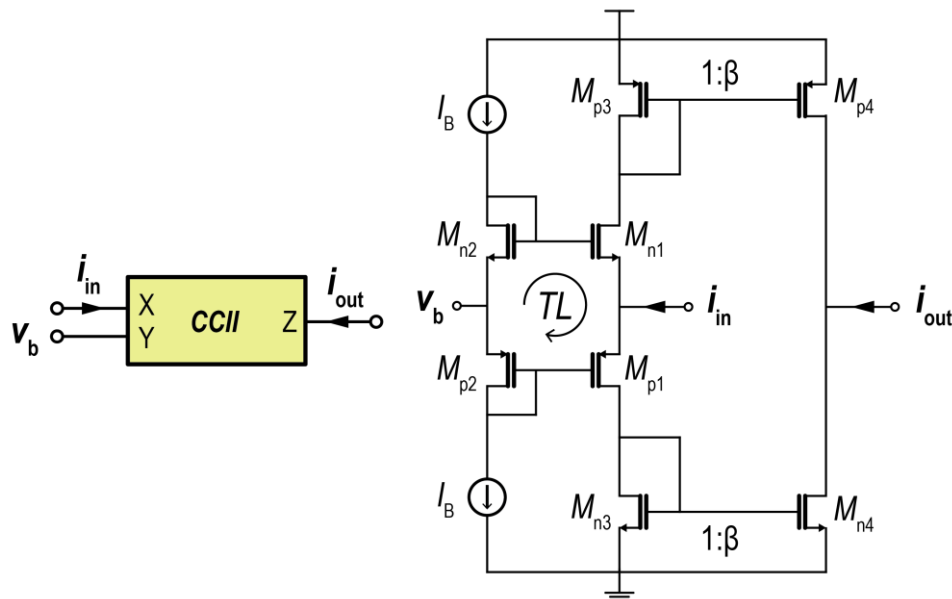 1:β
M_p3
M_p4
I_B
M_n2
M_n1
i_in
i_out
X
CCII
Z
v_b
Y
v_b
TL
i_in
i_out
M_p2
M_p1
I_B
M_n3
M_n4
1:β